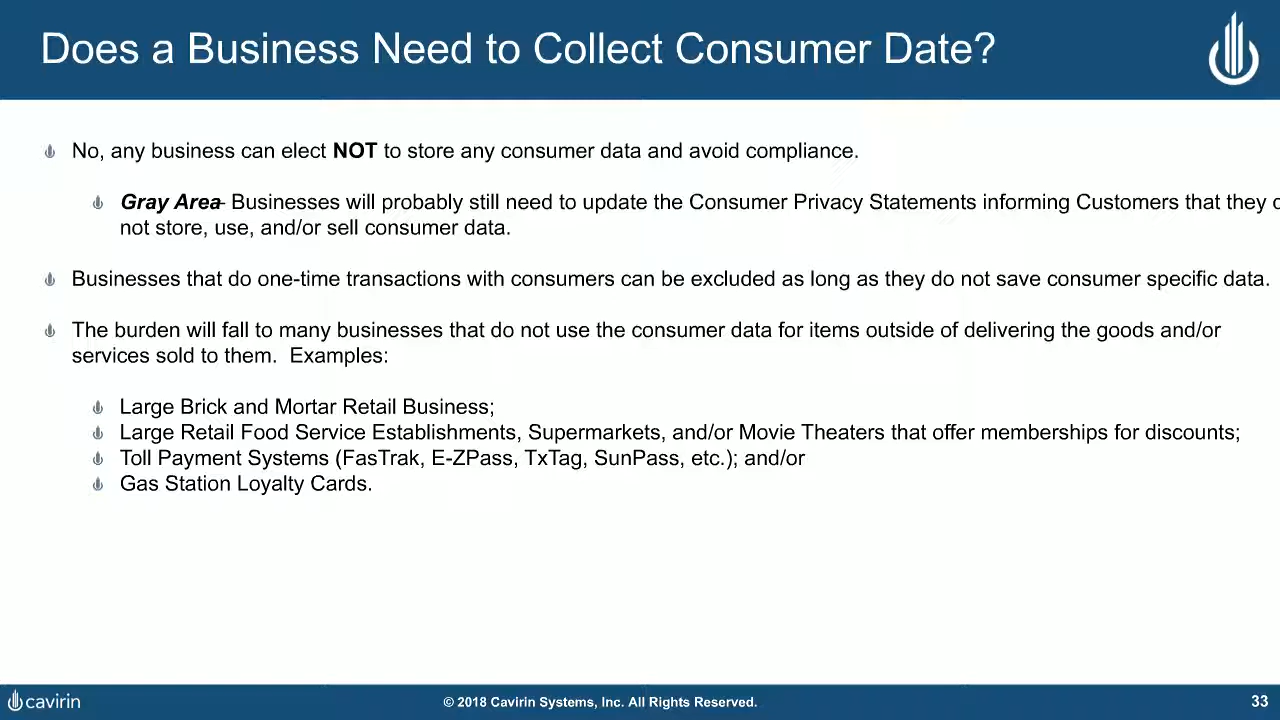 Does a Business Need to Collect Consumer Date?
No, any business can elect NOT to store any consumer data and avoid compliance.
Gray Area- Businesses will probably still need to update the Consumer Privacy Statements informing Customers that they
not store, use, and/or sell consumer data.
Businesses that do one-time transactions with consumers can be excluded as long as they do not save consumer specific data.
The burden will fall to many businesses that do not use the consumer data for items outside of delivering the goods and/or
services sold to them. Examples:
Large Brick and Mortar Retail Business;
Large Retail Food Service Establishments, Supermarkets, and/or Movie Theaters that offer memberships for discounts;
Toll Payment Systems (FasTrak, E-ZPass, TxTag, SunPass, etc.); and/or
Gas Station Loyalty Cards.
cavirin
© 2018 Cavirin Systems, Inc. All Rights Reserved.
33